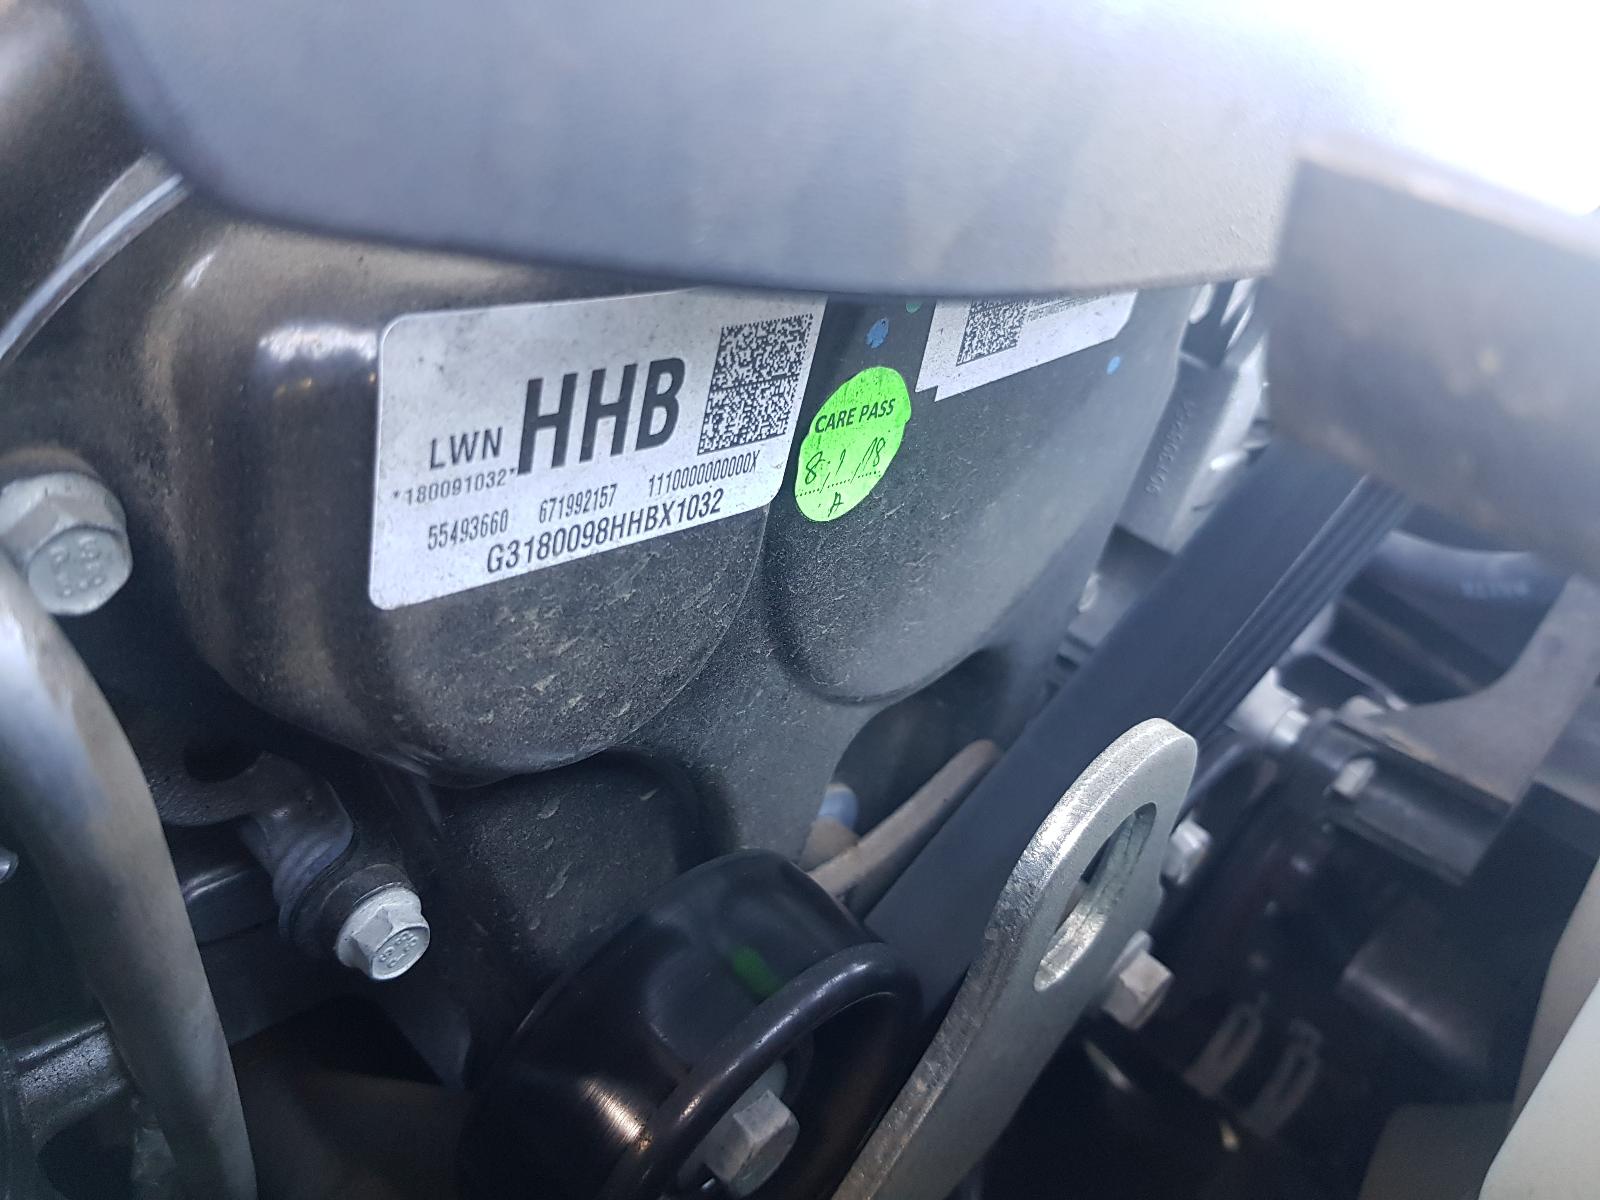 LWN HHB
*180091032*
55493660 671992157 1110000000000X
G3180098HHBX1032
CARE PASS
8.1.18